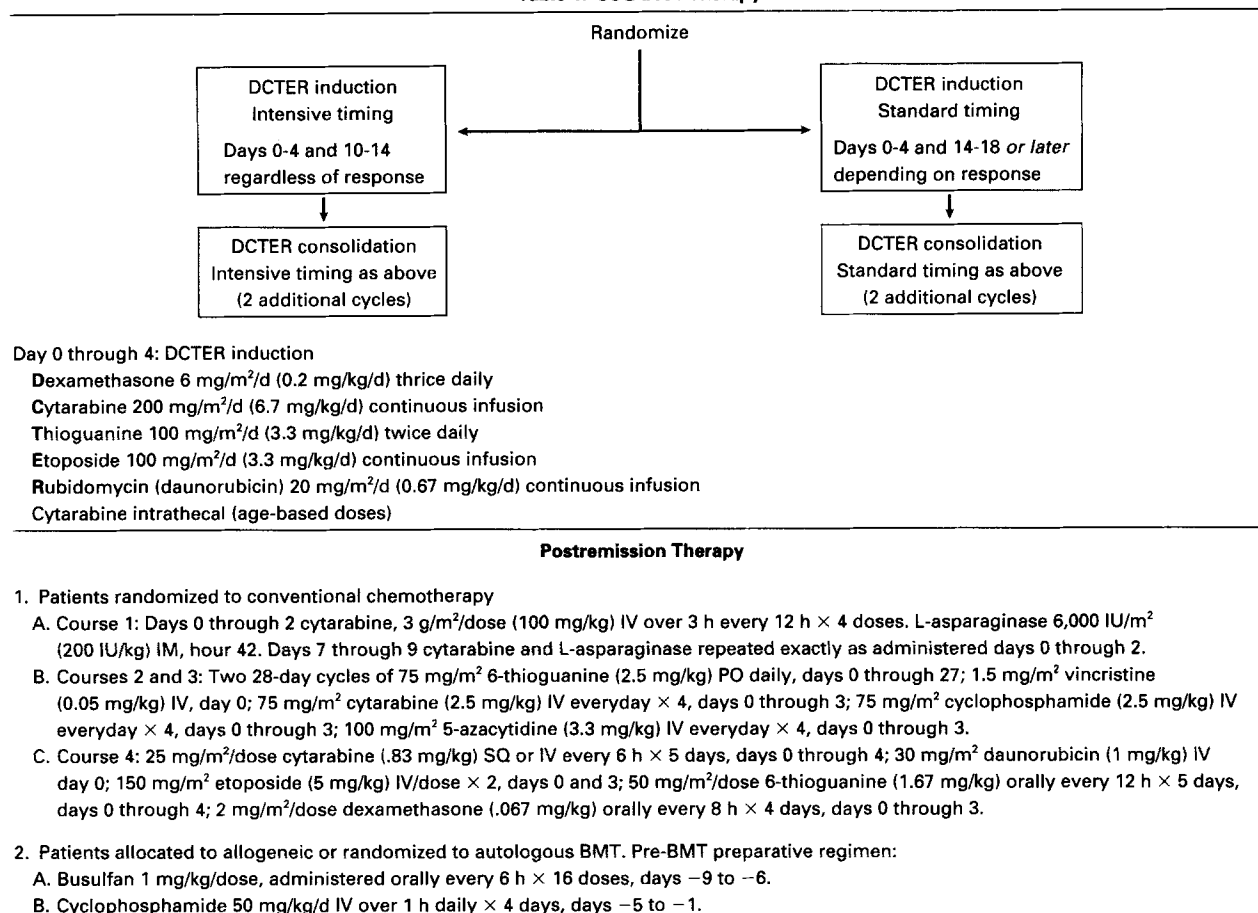 Randomize
DCTER induction
Intensive timing
Days 0-4 and 10-14
regardless of response
DCTER induction
Standard timing
Days 0-4 and 14-18 or later
depending on response
DCTER consolidation
Intensive timing as above
(2 additional cycles)
DCTER consolidation
Standard timing as above
(2 additional cycles)
Day 0 through 4: DCTER induction
Dexamethasone 6 mg/m²/d (0.2 mg/kg/d) thrice daily
Cytarabine 200 mg/m²/d (6.7 mg/kg/d) continuous infusion
Thioguanine 100 mg/m²/d (3.3 mg/kg/d) twice daily
Etoposide 100 mg/m²/d (3.3 mg/kg/d) continuous infusion
Rubidomycin (daunorubicin) 20 mg/m²/d (0.67 mg/kg/d) continuous infusion
Cytarabine intrathecal (age-based doses)
Postremission Therapy
1. Patients randomized to conventional chemotherapy
A. Course 1: Days 0 through 2 cytarabine, 3 g/m²/dose (100 mg/kg) IV over 3 h every 12 h × 4 doses. L-asparaginase 6,000 IU/m²
(200 IU/kg) IM, hour 42. Days 7 through 9 cytarabine and L-asparaginase repeated exactly as administered days 0 through 2.
B. Courses 2 and 3: Two 28-day cycles of 75 mg/m² 6-thioguanine (2.5 mg/kg) PO daily, days 0 through 27; 1.5 mg/m² vincristine
(0.05 mg/kg) IV, day 0; 75 mg/m² cytarabine (2.5 mg/kg) IV everyday × 4, days 0 through 3; 75 mg/m² cyclophosphamide (2.5 mg/kg) IV
everyday × 4, days 0 through 3; 100 mg/m² 5-azacytidine (3.3 mg/kg) IV everyday × 4, days 0 through 3.
C. Course 4: 25 mg/m²/dose cytarabine (.83 mg/kg) SQ or IV every 6 h × 5 days, days 0 through 4; 30 mg/m² daunorubicin (1 mg/kg) IV
day 0; 150 mg/m² etoposide (5 mg/kg) IV/dose × 2, days 0 and 3; 50 mg/m²/dose 6-thioguanine (1.67 mg/kg) orally every 12 h × 5 days,
days 0 through 4; 2 mg/m²/dose dexamethasone (.067 mg/kg) orally every 8 h × 4 days, days 0 through 3.
2. Patients allocated to allogeneic or randomized to autologous BMT. Pre-BMT preparative regimen:
A. Busulfan 1 mg/kg/dose, administered orally every 6 h × 16 doses, days −9 to −6.
B. Cyclophosphamide 50 mg/kg/d IV over 1 h daily × 4 days, days −5 to −1.